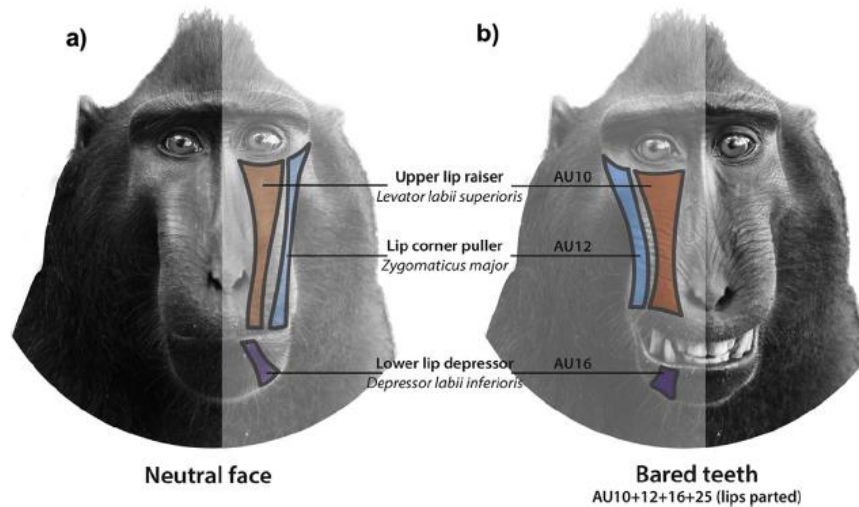 a)
b)
Upper lip raiser
AU10
Levator labii superioris
Lip corner puller
AU12
Zygomaticus major
Lower lip depressor
AU16
Depressor labii inferioris
Neutral face
Bared teeth
AU10+12+16+25 (lips parted)